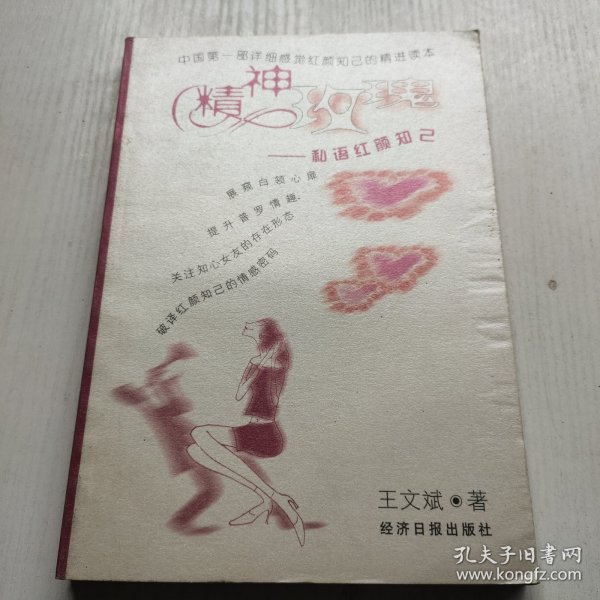 中国第一部详细感觉红颜知己的精进读本
精神玫瑰
——私语红颜知己
展窥白领心扉
提升普罗情趣
关注知心女友的存在形态
破译红颜知己的情感密码
王文斌◉著
经济日报出版社
孔夫子旧书网
www.kongfz.com